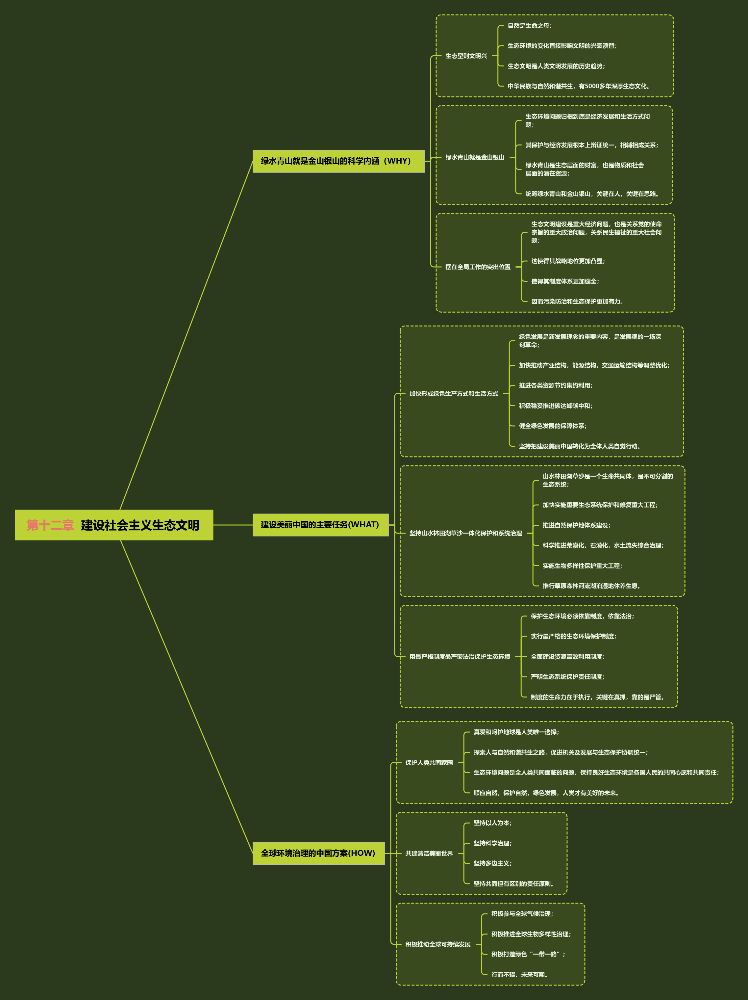 第十二章 建设社会主义生态文明
绿水青山就是金山银山的科学内涵（WHY）
生态型则文明兴
自然是生命之母；
生态环境的变化直接影响文明的兴衰演替；
生态文明是人类文明发展的历史趋势；
中华民族与自然和谐共生，有5000多年深厚生态文化。
绿水青山就是金山银山
生态环境问题归根到底是经济发展和生活方式问
题；
其保护与经济发展根本上辩证统一，相辅相成关系；
绿水青山是生态层面的财富，也是物质和社会
层面的潜在资源；
统筹绿水青山和金山银山，关键在人，关键在思路。
摆在全局工作的突出位置
生态文明建设是重大经济问题，也是关系党的使命
宗旨的重大政治问题，关系民生福祉的重大社会问
题；
这使得其战略地位更加凸显；
使得其制度体系更加健全；
因而污染防治和生态保护更加有力。
建设美丽中国的主要任务(WHAT)
加快形成绿色生产方式和生活方式
绿色发展是新发展理念的重要内容，是发展观的一场深
刻革命；
加快推动产业结构，能源结构，交通运输结构等调整优化；
推进各类资源节约集约利用；
积极稳妥推进碳达峰碳中和；
健全绿色发展的保障体系；
坚持把建设美丽中国转化为全体人类自觉行动。
坚持山水林田湖草沙一体化保护和系统治理
山水林田湖草沙是一个生命共同体，是不可分割的
生态系统；
加快实施重要生态系统保护和修复重大工程；
推进自然保护地体系建设；
科学推进荒漠化，石漠化，水土流失综合治理；
实施生物多样性保护重大工程；
推行草原森林河流湖泊湿地休养生息。
用最严格制度最严密法治保护生态环境
保护生态环境必须依靠制度，依靠法治；
实行最严格的生态环境保护制度；
全面建设资源高效利用制度；
严明生态系统保护责任制度；
制度的生命力在于执行，关键在真抓，靠的是严管。
全球环境治理的中国方案(HOW)
保护人类共同家园
真爱和呵护地球是人类唯一选择；
探索人与自然和谐共生之路，促进机关及发展与生态保护协调统一；
生态环境问题是全人类共同面临的问题，保持良好生态环境是各国人民的共同心愿和共同责任；
顺应自然，保护自然，绿色发展，人类才有美好的未来。
共建清洁美丽世界
坚持以人为本；
坚持科学治理；
坚持多边主义；
坚持共同但有区别的责任原则。
积极推动全球可持续发展
积极参与全球气候治理；
积极推进全球生物多样性治理；
积极打造绿色“一带一路”；
行而不辍，未来可期。